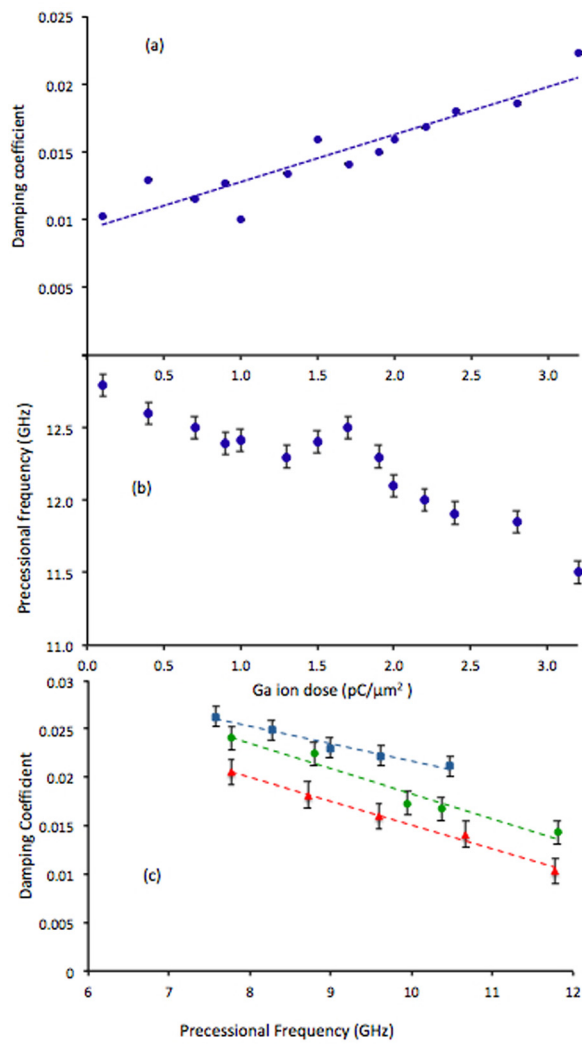 0.025
(a)
0.02
0.015
0.01
0.005
Damping coefficient
0.5 1.0 1.5 2.0 2.5 3.0
12.5
12.0
11.5
11.0
Precessional frequency (GHz)
(b)
0.0 0.5 1.0 1.5 2.0 2.5 3.0
Ga ion dose (pC/μm²)
0.03
0.025
0.02
0.015
0.01
0.005
0
Damping Coefficient
(c)
6 7 8 9 10 11 12
Precessional Frequency (GHz)